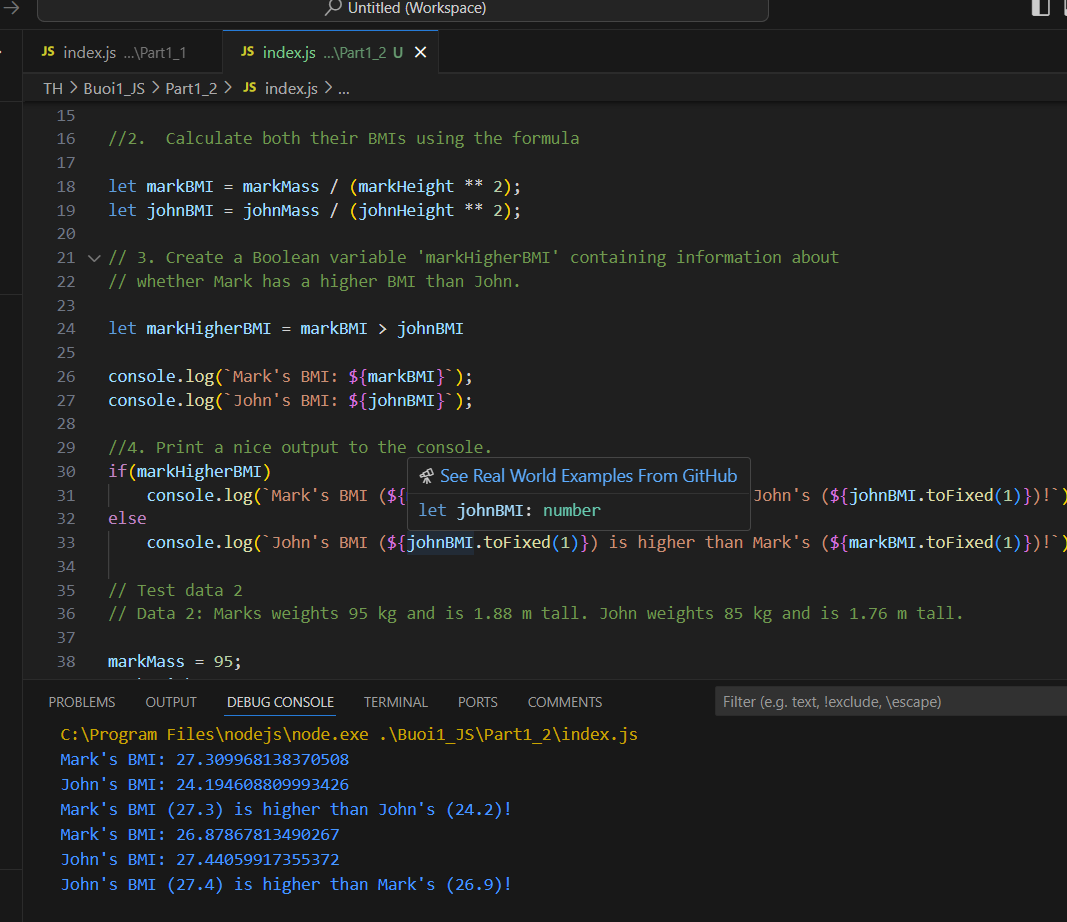 Untitled (Workspace)
JS index.js ...\Part1_1
JS index.js ...\Part1_2 U
TH > Buoi1_JS > Part1_2 > JS index.js > ...
15
16 //2.  Calculate both their BMIs using the formula
17
18 let markBMI = markMass / (markHeight ** 2);
19 let johnBMI = johnMass / (johnHeight ** 2);
20
21 // 3. Create a Boolean variable 'markHigherBMI' containing information about
22 // whether Mark has a higher BMI than John.
23
24 let markHigherBMI = markBMI > johnBMI
25
26 console.log(`Mark's BMI: ${markBMI}`);
27 console.log(`John's BMI: ${johnBMI}`);
28
29 //4. Print a nice output to the console.
30 if(markHigherBMI)
See Real World Examples From GitHub
31 console.log(`Mark's BMI (${ John's (${johnBMI.toFixed(1)})!`)
let johnBMI: number
32 else
33 console.log(`John's BMI (${johnBMI.toFixed(1)}) is higher than Mark's (${markBMI.toFixed(1)})!`)
34
35 // Test data 2
36 // Data 2: Marks weights 95 kg and is 1.88 m tall. John weights 85 kg and is 1.76 m tall.
37
38 markMass = 95;
PROBLEMS OUTPUT DEBUG CONSOLE TERMINAL PORTS COMMENTS Filter (e.g. text, !exclude, \escape)
C:\Program Files\nodejs\node.exe .\Buoi1_JS\Part1_2\index.js
Mark's BMI: 27.309968138370508
John's BMI: 24.194608809993426
Mark's BMI (27.3) is higher than John's (24.2)!
Mark's BMI: 26.87867813490267
John's BMI: 27.44059917355372
John's BMI (27.4) is higher than Mark's (26.9)!